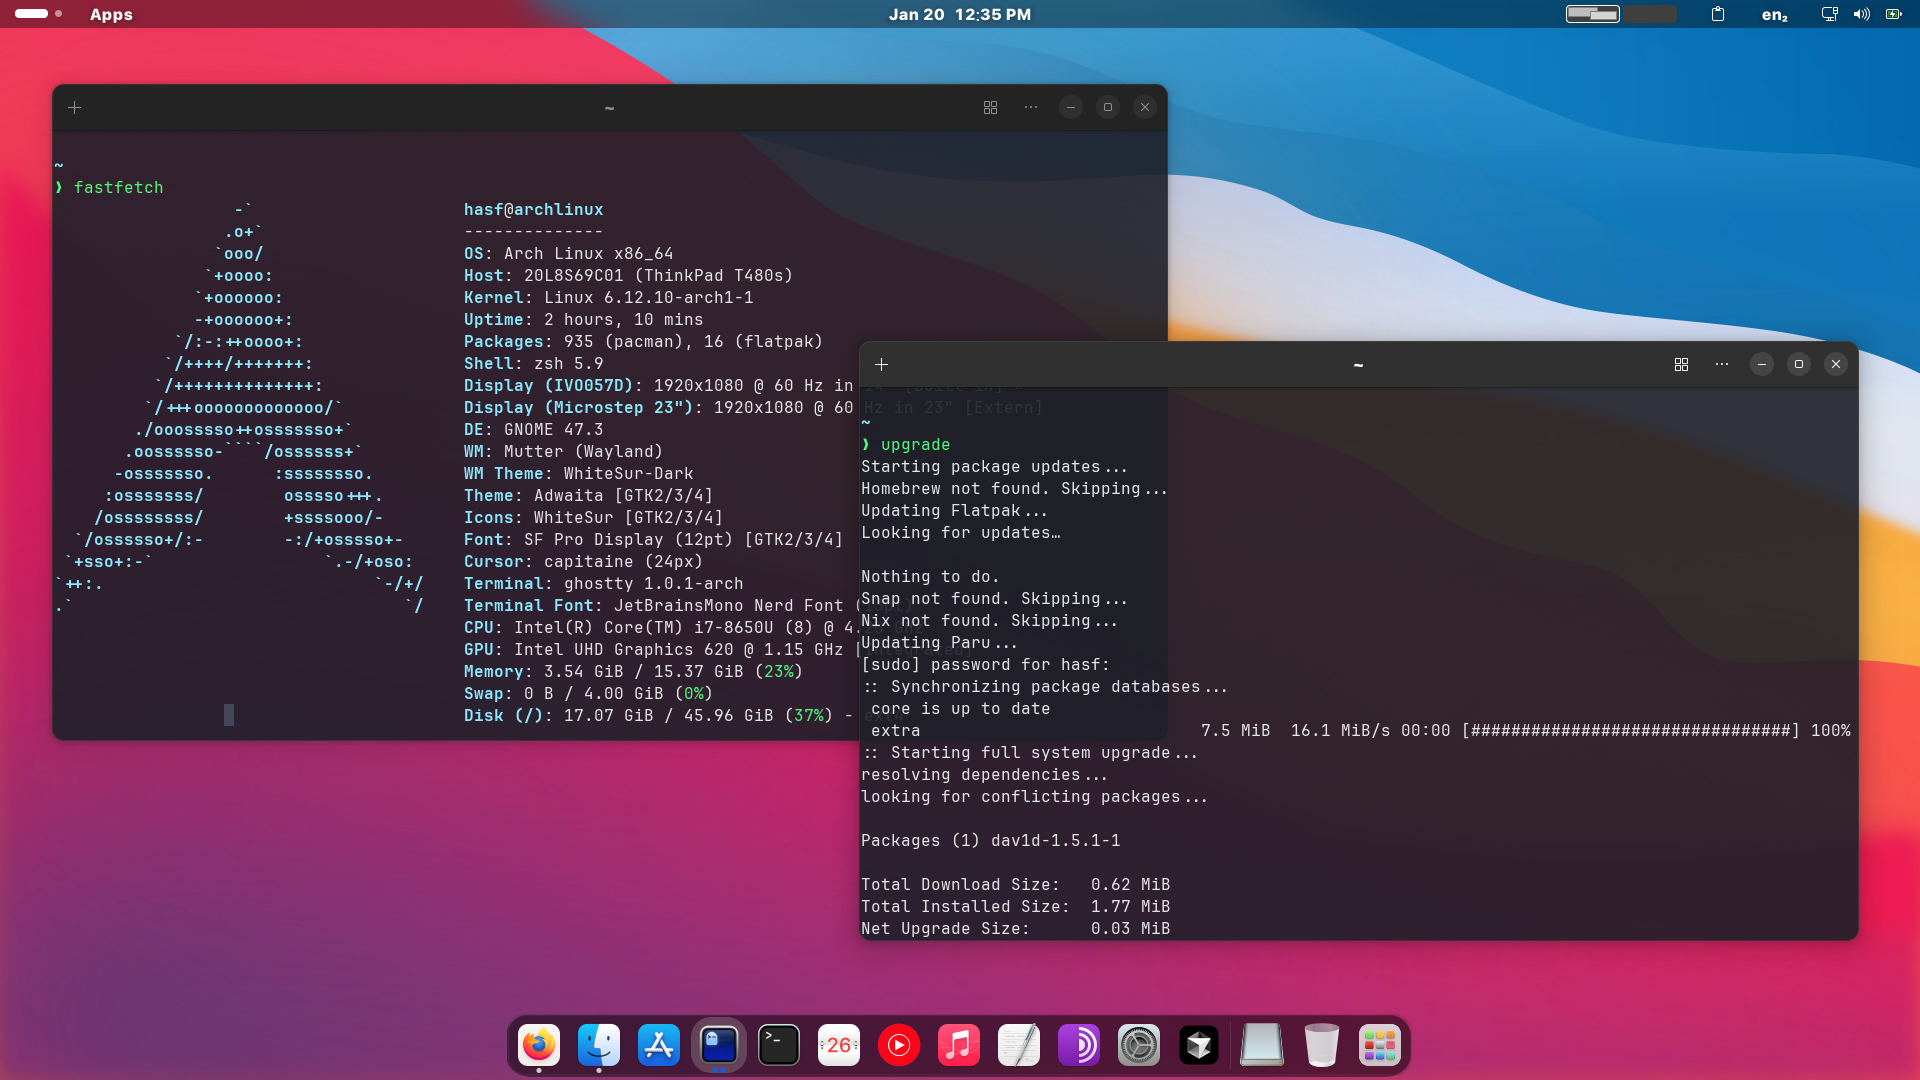 Apps
Jan 20  12:35 PM
en₂
~
~
❯ fastfetch
                  -`
                 .o+`
                `ooo/
               `+oooo:
              `+oooooo:
              -+oooooo+:
            `/:-:++oooo+:
           `/++++/+++++++:
          `/++++++++++++++:
         `/+++ooooooooooooo/`
        ./ooosssso++osssssso+`
       .oossssso-````/ossssss+`
      -osssssso.      :ssssssso.
     :osssssss/        osssso+++.
    /ossssssss/        +ssssooo/-
  `/ossssso+/:-        -:/+osssso+-
 `+sso+:-`                 `.-/+oso:
`++:.                           `-/+/
.`                                 `/
hasf@archlinux
--------------
OS: Arch Linux x86_64
Host: 20L8S69C01 (ThinkPad T480s)
Kernel: Linux 6.12.10-arch1-1
Uptime: 2 hours, 10 mins
Packages: 935 (pacman), 16 (flatpak)
Shell: zsh 5.9
Display (IVO057D): 1920x1080 @ 60 Hz in
Display (Microstep 23"): 1920x1080 @ 60 Hz in 23" [Extern]
DE: GNOME 47.3
WM: Mutter (Wayland)
WM Theme: WhiteSur-Dark
Theme: Adwaita [GTK2/3/4]
Icons: WhiteSur [GTK2/3/4]
Font: SF Pro Display (12pt) [GTK2/3/4]
Cursor: capitaine (24px)
Terminal: ghostty 1.0.1-arch
Terminal Font: JetBrainsMono Nerd Font
CPU: Intel(R) Core(TM) i7-8650U (8) @
GPU: Intel UHD Graphics 620 @ 1.15 GHz
Memory: 3.54 GiB / 15.37 GiB (23%)
Swap: 0 B / 4.00 GiB (0%)
Disk (/): 17.07 GiB / 45.96 GiB (37%) - ext4
~
~
❯ upgrade
Starting package updates...
Homebrew not found. Skipping...
Updating Flatpak...
Looking for updates…
Nothing to do.
Snap not found. Skipping...
Nix not found. Skipping...
Updating Paru...
[sudo] password for hasf:
:: Synchronizing package databases...
 core is up to date
 extra                            7.5 MiB  16.1 MiB/s 00:00 [################################] 100%
:: Starting full system upgrade...
resolving dependencies...
looking for conflicting packages...
Packages (1) dav1d-1.5.1-1
Total Download Size:   0.62 MiB
Total Installed Size:  1.77 MiB
Net Upgrade Size:      0.03 MiB
>_
26